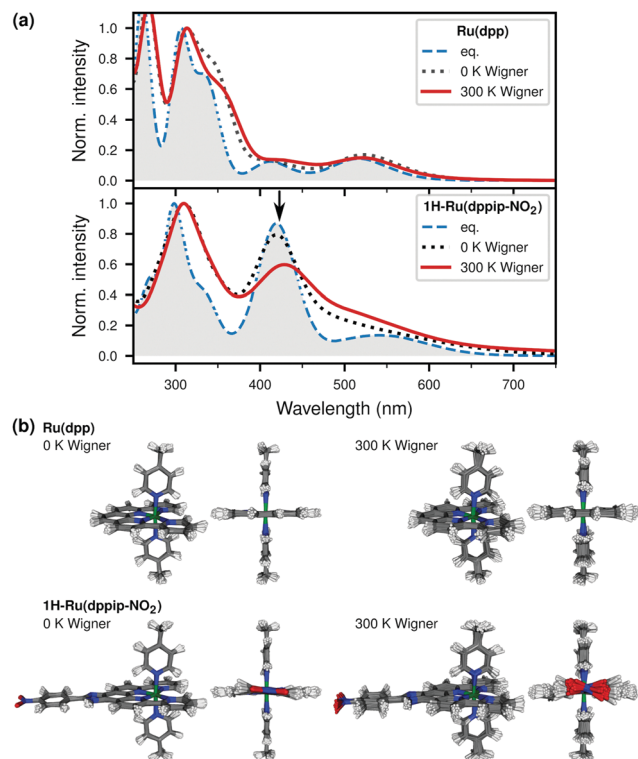 (a)
Norm. intensity
1.0
0.8
0.6
0.4
0.2
0.0
Ru(dpp)
eq.
0 K Wigner
300 K Wigner
Norm. intensity
1.0
0.8
0.6
0.4
0.2
0.0
1H-Ru(dppip-NO₂)
eq.
0 K Wigner
300 K Wigner
300 400 500 600 700
Wavelength (nm)
(b)
Ru(dpp)
0 K Wigner 300 K Wigner
1H-Ru(dppip-NO₂)
0 K Wigner 300 K Wigner